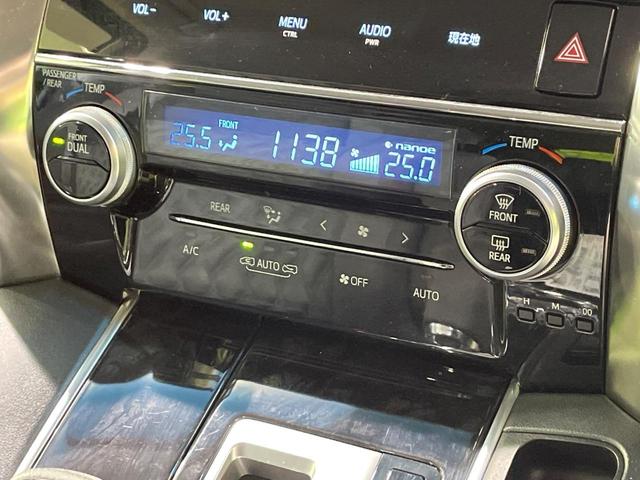 VOL− VOL+ MENU AUDIO 現在地
CTRL PWR
PASSENGER
/REAR
TEMP
FRONT
DUAL
FRONT
25.5 1138 25.0
nanoe
TEMP
FRONT
REAR
REAR
A/C
AUTO
OFF
AUTO
H M DO